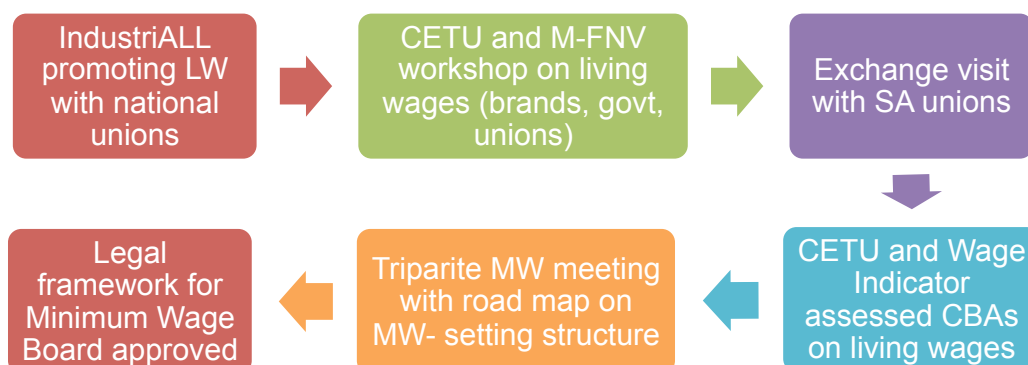 IndustriALL
promoting LW
with national
unions
CETU and M-FNV
workshop on living
wages (brands, govt,
unions)
Exchange visit
with SA unions
CETU and Wage
Indicator
assessed CBAs
on living wages
Triparite MW meeting
with road map on
MW- setting structure
Legal
framework for
Minimum Wage
Board approved